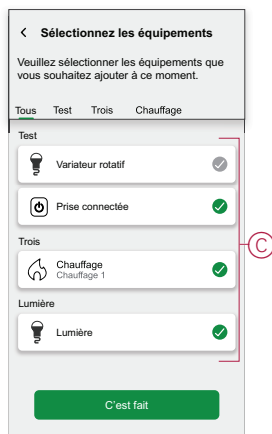 Sélectionnez les équipements
Veuillez sélectionner les équipements que
vous souhaitez ajouter à ce moment.
Tous Test Trois Chauffage
Test
Variateur rotatif
Prise connectée
Trois
Chauffage
Chauffage 1
Lumière
Lumière
C'est fait
C